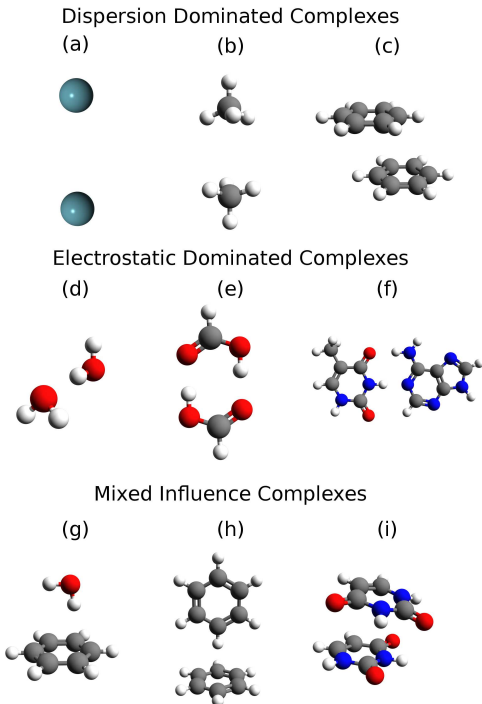 Dispersion Dominated Complexes
(a) (b) (c)
Electrostatic Dominated Complexes
(d) (e) (f)
Mixed Influence Complexes
(g) (h) (i)